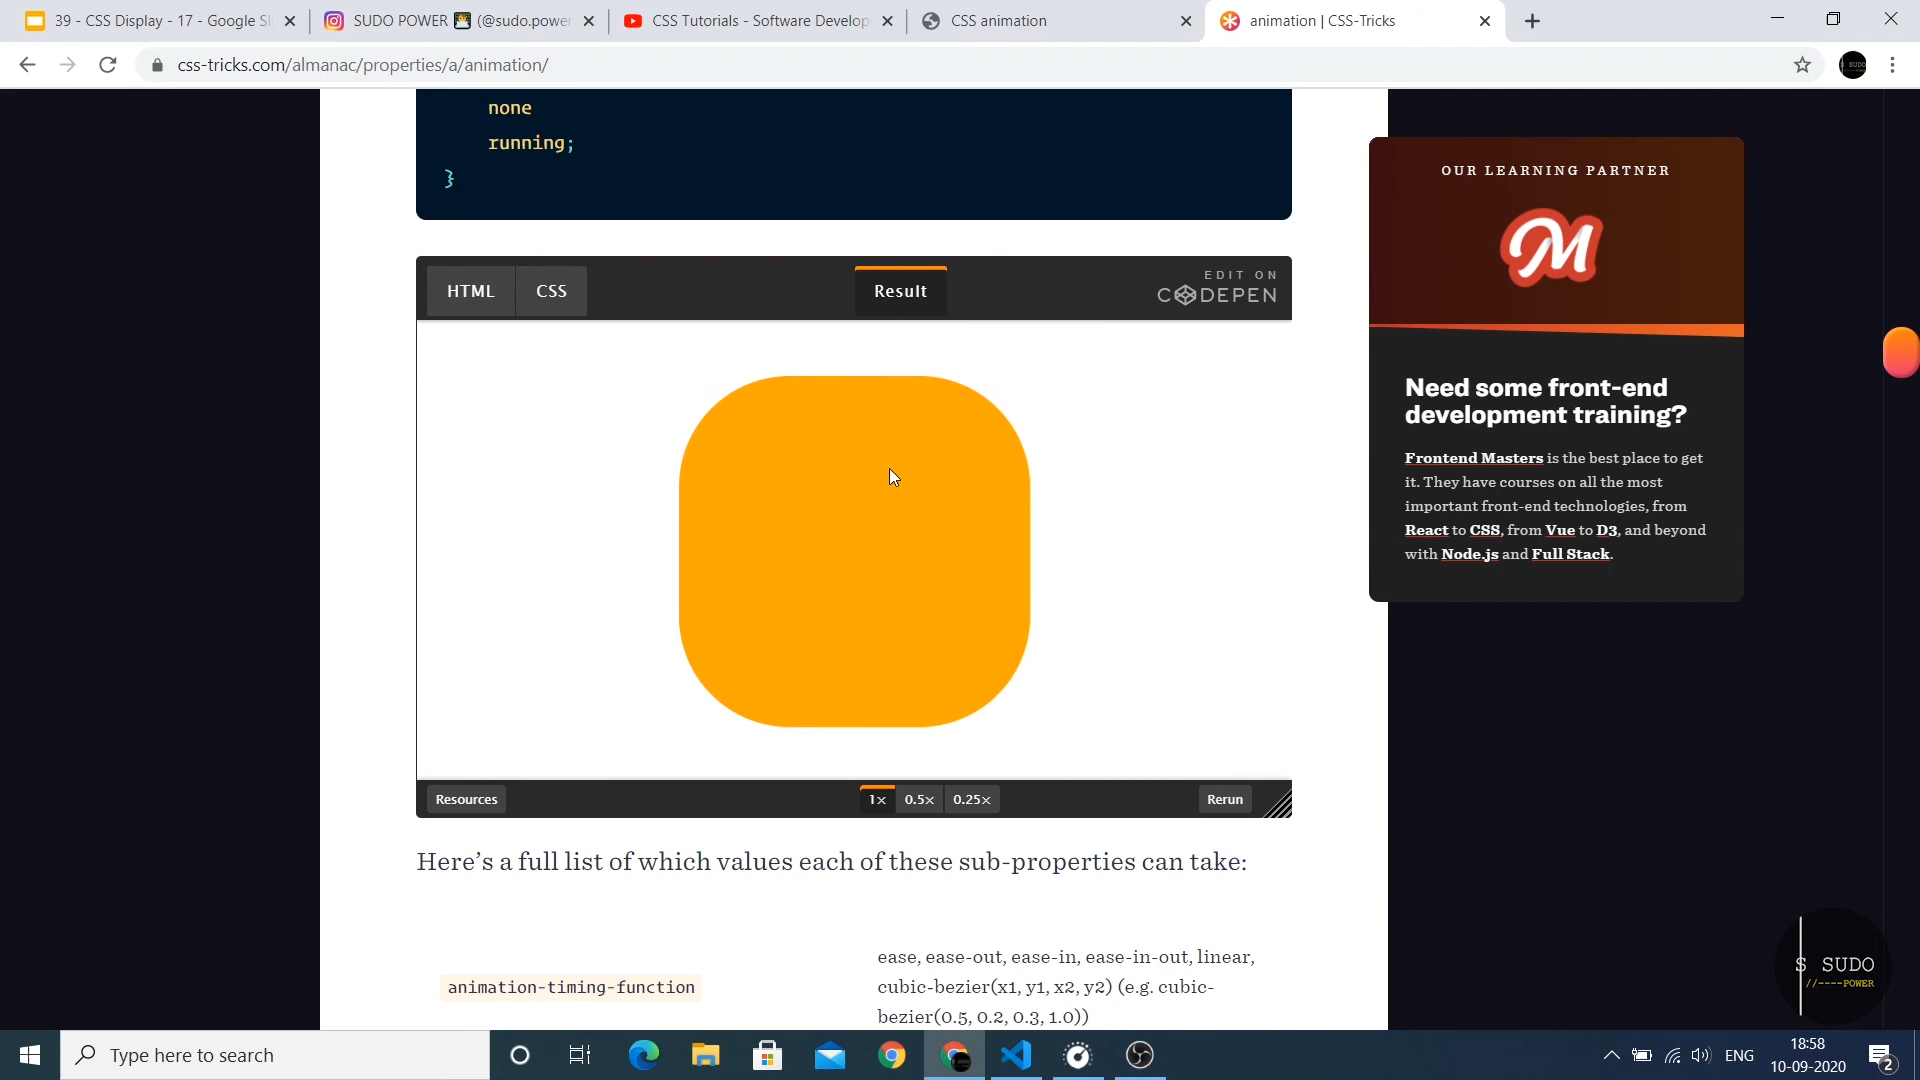 39 - CSS Display - 17 - Google Sl
SUDO POWER (@sudo.power
CSS Tutorials - Software Develop
CSS animation
animation | CSS-Tricks
css-tricks.com/almanac/properties/a/animation/
none
running;
}
HTML
CSS
Result
EDIT ON
CODEPEN
Resources
1×
0.5×
0.25×
Rerun
Here’s a full list of which values each of these sub-properties can take:
animation-timing-function
ease, ease-out, ease-in, ease-in-out, linear,
cubic-bezier(x1, y1, x2, y2) (e.g. cubic-
bezier(0.5, 0.2, 0.3, 1.0))
OUR LEARNING PARTNER
M
Need some front-end
development training?
Frontend Masters is the best place to get
it. They have courses on all the most
important front-end technologies, from
React to CSS, from Vue to D3, and beyond
with Node.js and Full Stack.
S SUDO
//----POWER
Type here to search
ENG
18:58
10-09-2020
2